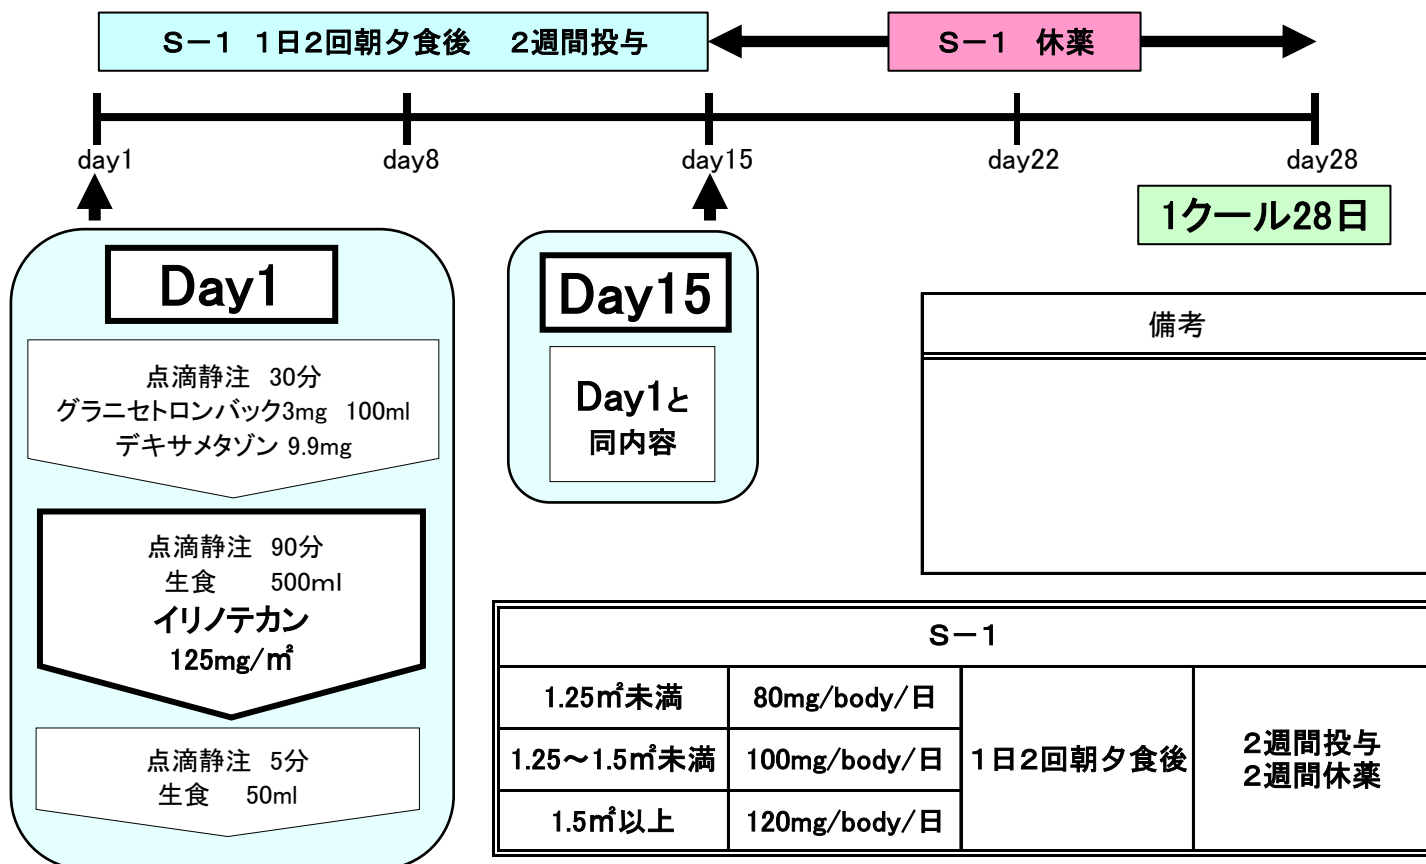 S－1 1日2回朝夕食後 2週間投与
S－1 休薬
day1 day8 day15 day22 day28
1クール28日
Day1
点滴静注 30分
グラニセトロンバック3mg 100ml
デキサメタゾン 9.9mg
点滴静注 90分
生食 500ml
イリノテカン
125mg/㎡
点滴静注 5分
生食 50ml
Day15
Day1と
同内容
備考
S－1
1.25㎡未満 80mg/body/日
1.25～1.5㎡未満 100mg/body/日
1.5㎡以上 120mg/body/日
1日2回朝夕食後
2週間投与
2週間休薬